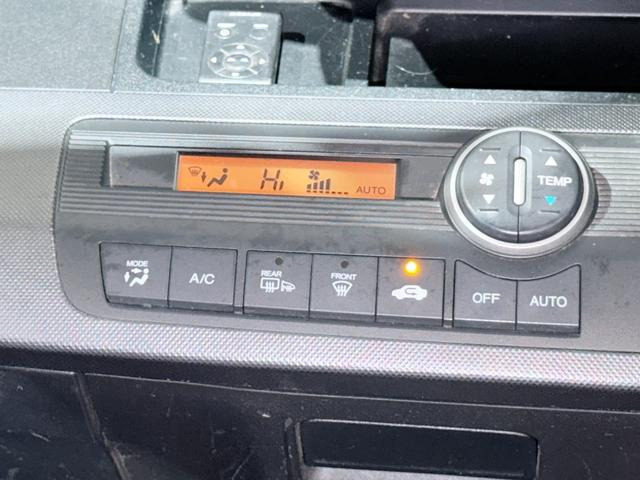 Hi AUTO
TEMP
MODE
A/C
REAR
FRONT
OFF
AUTO